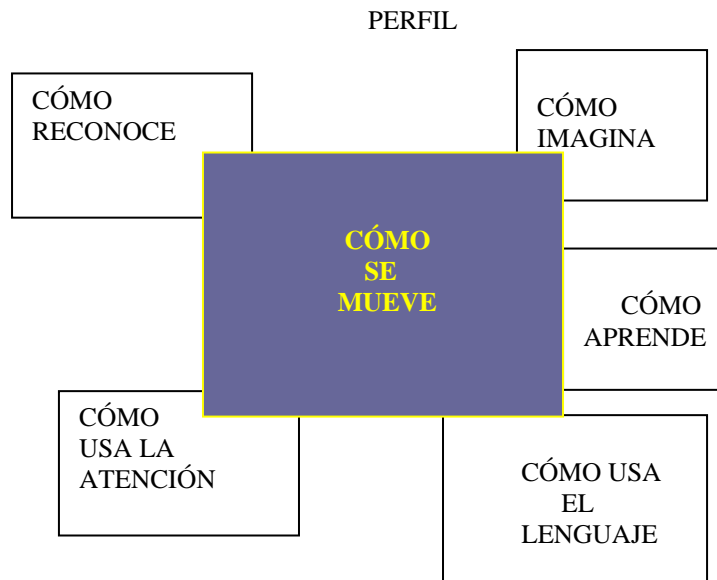 PERFIL
CÓMO
RECONOCE
CÓMO
IMAGINA
CÓMO
SE
MUEVE
CÓMO
APRENDE
CÓMO
USA LA
ATENCIÓN
CÓMO USA
EL
LENGUAJE